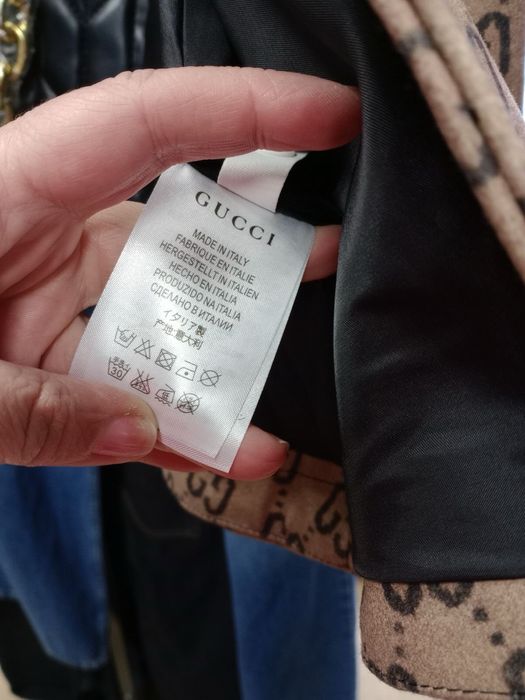 GUCCI
MADE IN ITALY
FABRIQUE EN ITALIE
HERGESTELLT IN ITALIEN
HECHO EN ITALIA
PRODUZIDO NA ITALIA
СДЕЛАНО В ИТАЛИИ
イタリア製
产地:意大利
30